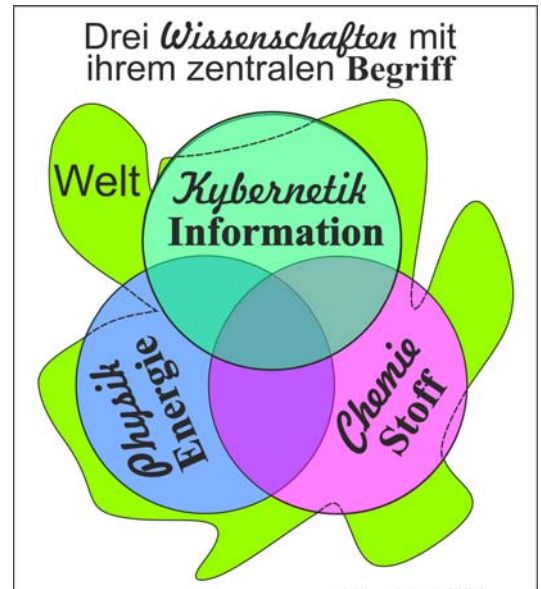 Drei Wissenschaften mit
ihrem zentralen Begriff
Welt
Kybernetik
Information
Physik
Energie
Chemie
Stoff